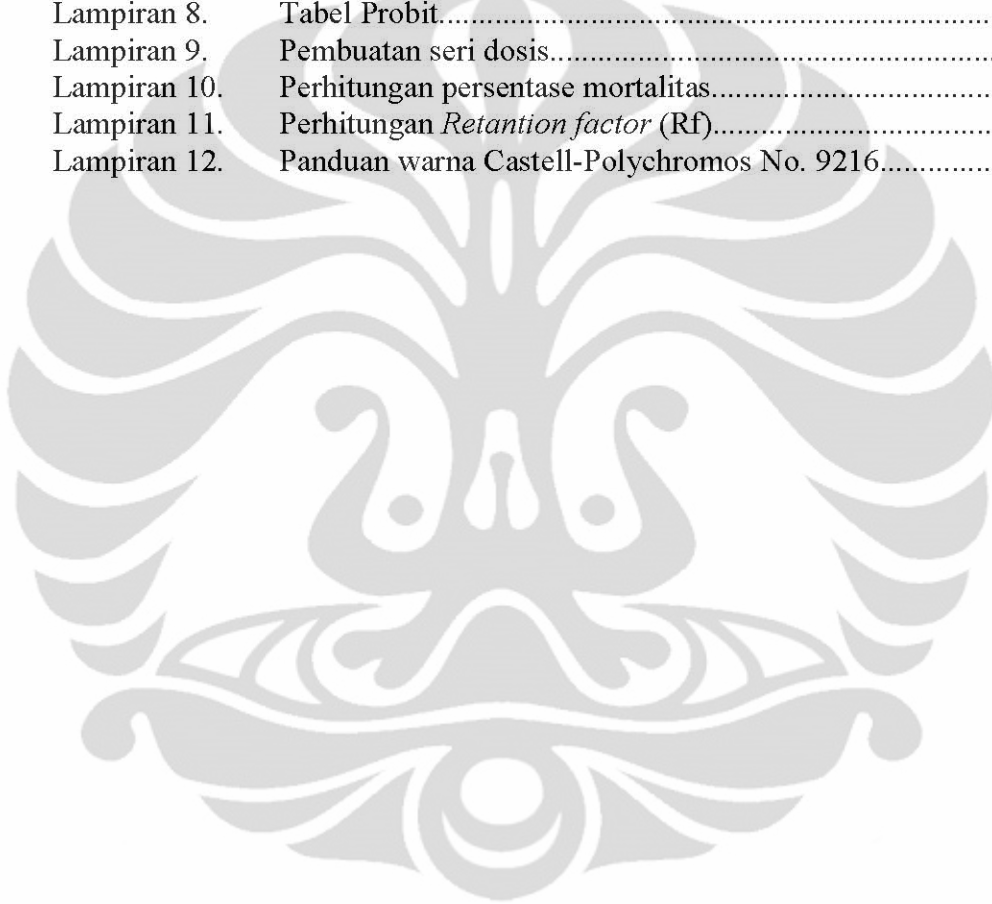 Lampiran 8. Tabel Probit..........................................................................
Lampiran 9. Pembuatan seri dosis...........................................................
Lampiran 10. Perhitungan persentase mortalitas.....................................
Lampiran 11. Perhitungan Retantion factor (Rf).....................................
Lampiran 12. Panduan warna Castell-Polychromos No. 9216..............